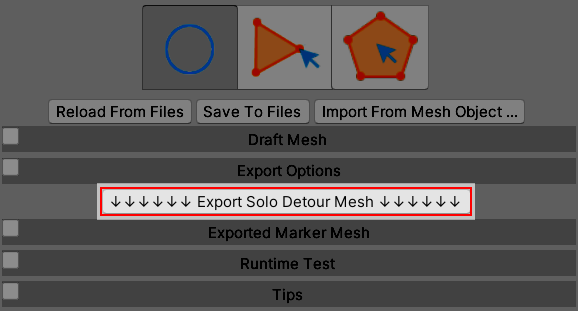 Reload From Files Save To Files Import From Mesh Object ...
Draft Mesh
Export Options
↓↓↓↓↓↓ Export Solo Detour Mesh ↓↓↓↓↓↓
Exported Marker Mesh
Runtime Test
Tips